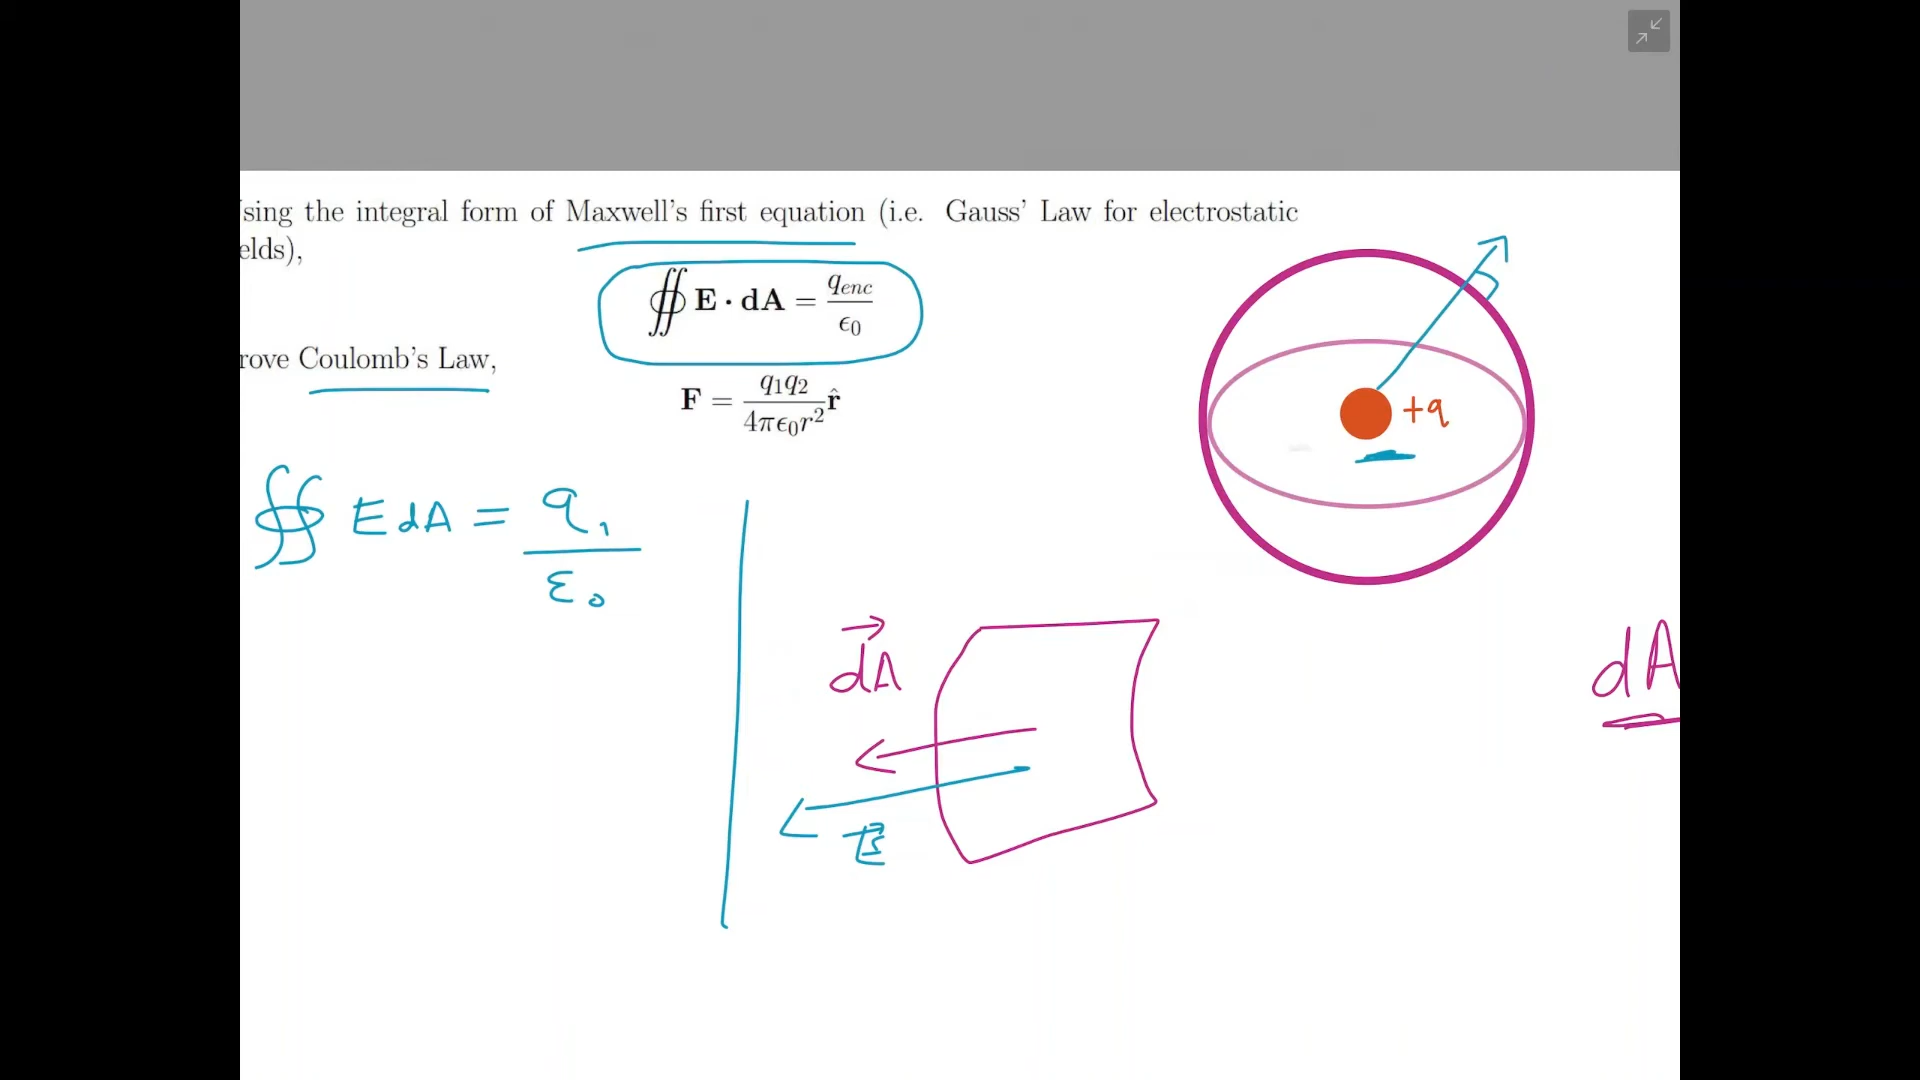 sing the integral form of Maxwell's first equation (i.e. Gauss' Law for electrostatic
elds),
∯ E · dA = q_enc / ϵ₀
rove Coulomb's Law,
F = q₁q₂ / 4πϵ₀r² r̂
+q
∯ E dA = q₁ / ε₀
dA⃗
E⃗
dA